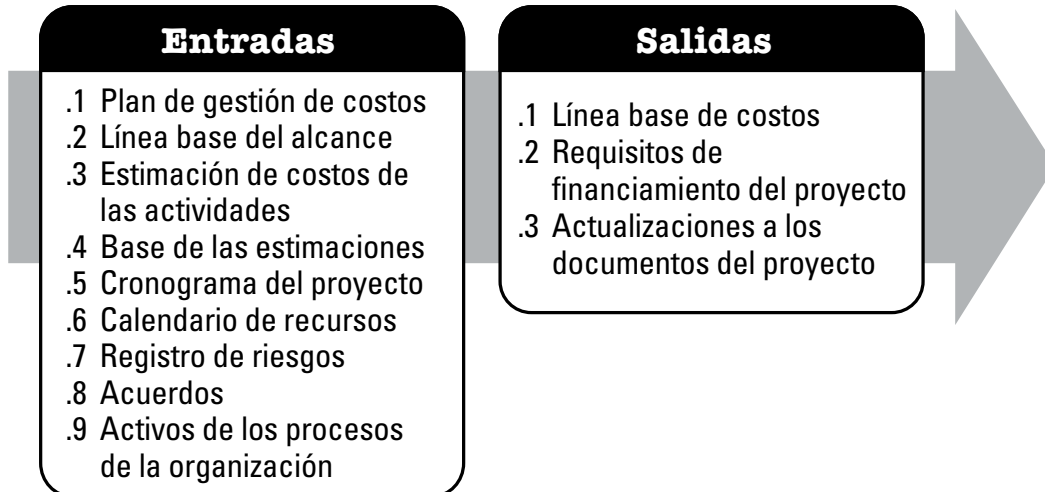 Entradas
.1 Plan de gestión de costos
.2 Línea base del alcance
.3 Estimación de costos de
las actividades
.4 Base de las estimaciones
.5 Cronograma del proyecto
.6 Calendario de recursos
.7 Registro de riesgos
.8 Acuerdos
.9 Activos de los procesos
de la organización
Salidas
.1 Línea base de costos
.2 Requisitos de
financiamiento del proyecto
.3 Actualizaciones a los
documentos del proyecto